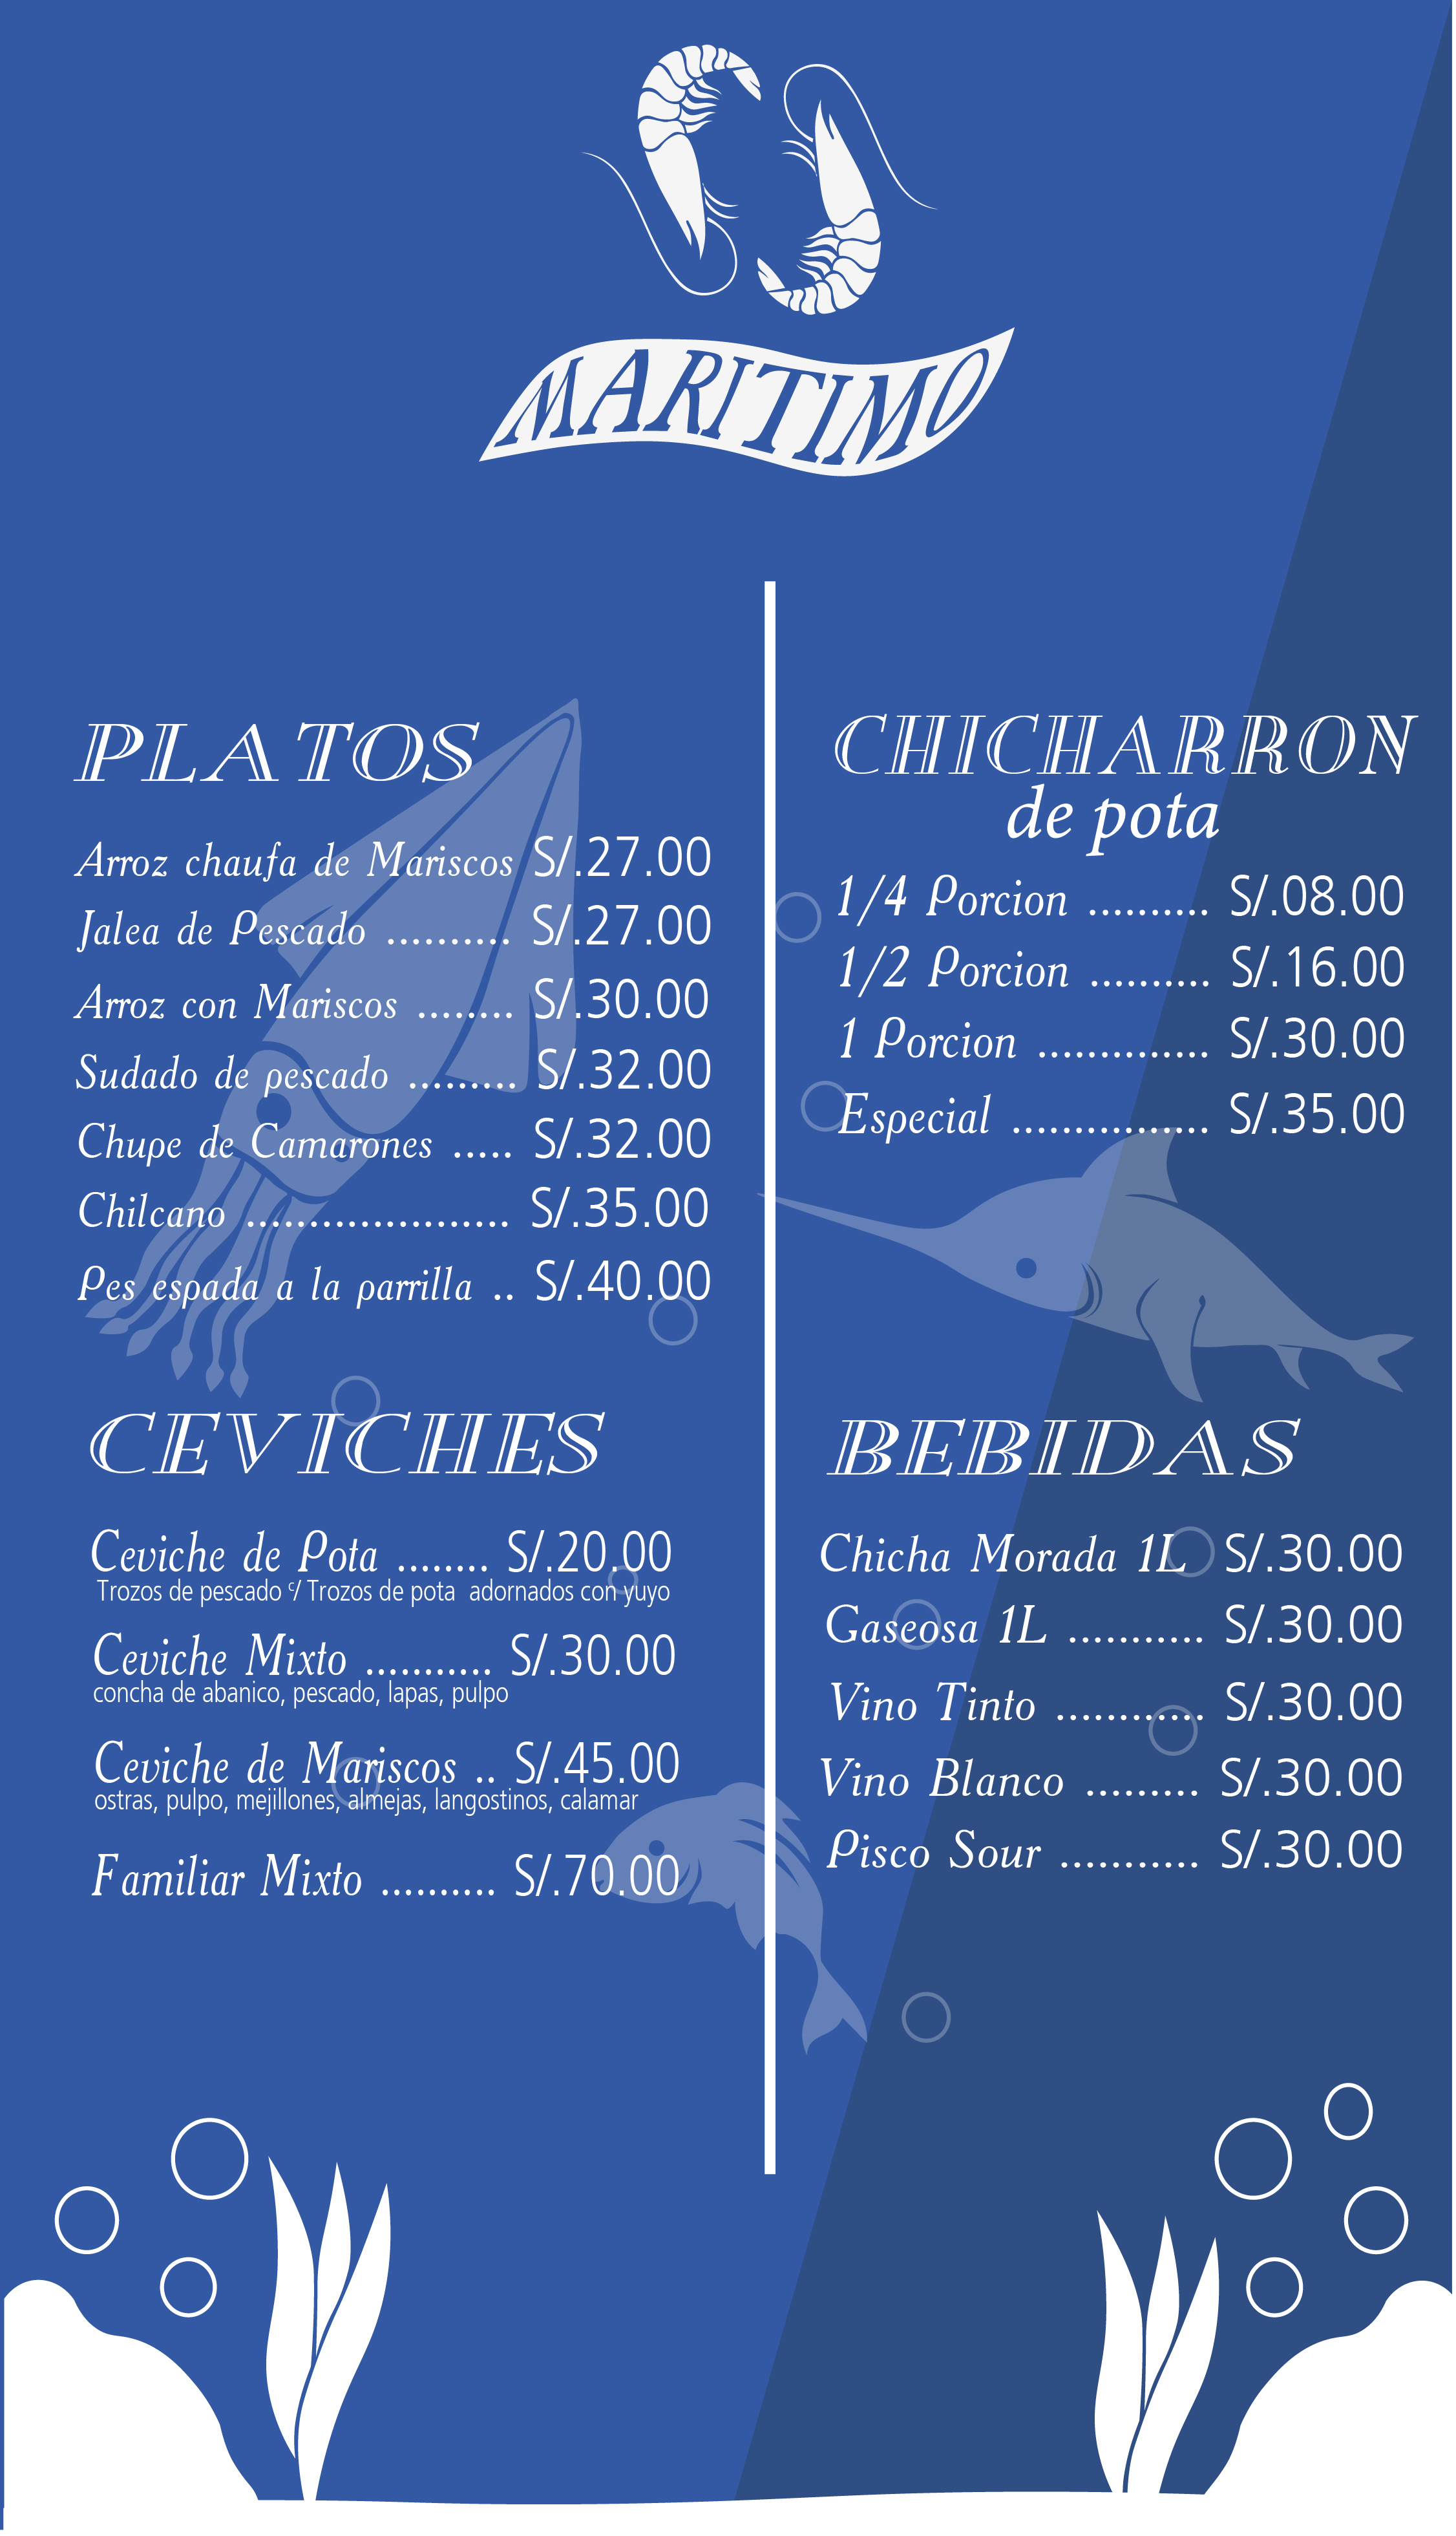 MARITIMO
PLATOS
Arroz chaufa de Mariscos S/.27.00
Jalea de Pescado .......... S/.27.00
Arroz con Mariscos ........ S/.30.00
Sudado de pescado ......... S/.32.00
Chupe de Camarones ..... S/.32.00
Chilcano ..................... S/.35.00
Pes espada a la parrilla .. S/.40.00
CEVICHES
Ceviche de Pota ........ S/.20.00
Trozos de pescado c/ Trozos de pota adornados con yuyo
Ceviche Mixto ........... S/.30.00
concha de abanico, pescado, lapas, pulpo
Ceviche de Mariscos .. S/.45.00
ostras, pulpo, mejillones, almejas, langostinos, calamar
Familiar Mixto .......... S/.70.00
CHICHARRON
de pota
1/4 Porcion .......... S/.08.00
1/2 Porcion .......... S/.16.00
1 Porcion .............. S/.30.00
Especial ................ S/.35.00
BEBIDAS
Chicha Morada 1L S/.30.00
Gaseosa 1L ........... S/.30.00
Vino Tinto ............ S/.30.00
Vino Blanco ......... S/.30.00
Pisco Sour ........... S/.30.00